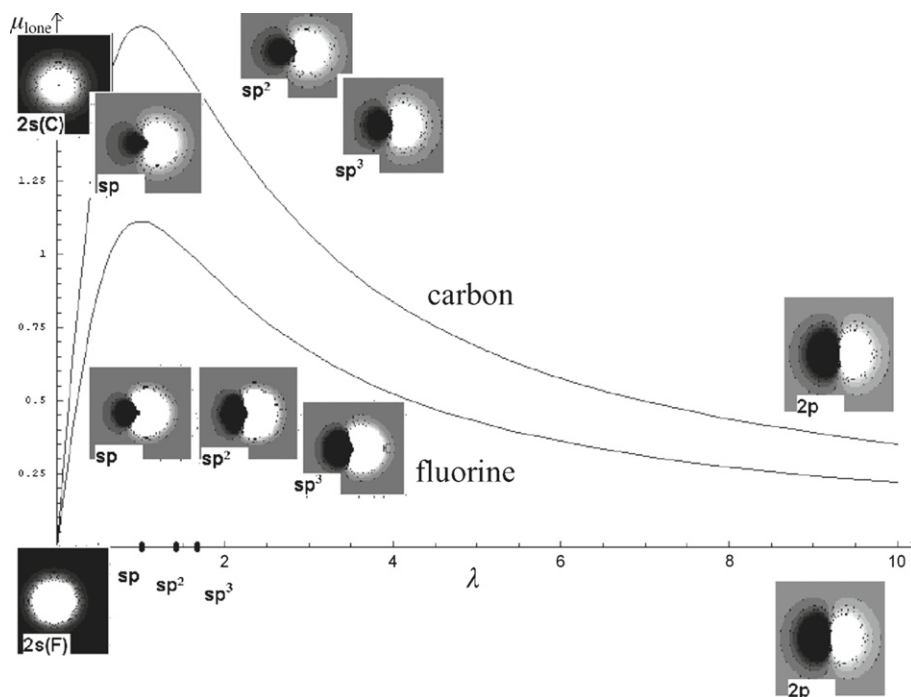 μlone
sp²
sp³
2s(C)
sp
1.25
1
carbon
0.75
2p
0.5
sp
sp²
sp³
fluorine
0.25
sp
sp²
sp³
2
4
6
8
10
λ
2s(F)
2p